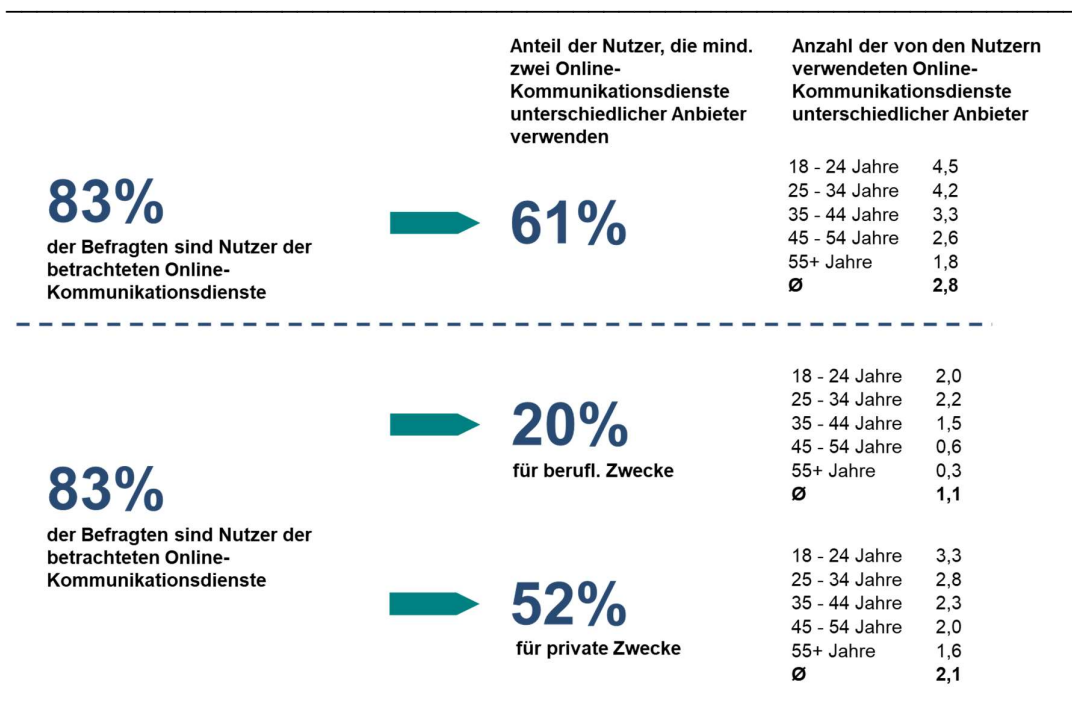 Anteil der Nutzer, die mind.
zwei Online-
Kommunikationsdienste
unterschiedlicher Anbieter
verwenden
Anzahl der von den Nutzern
verwendeten Online-
Kommunikationsdienste
unterschiedlicher Anbieter
83%
der Befragten sind Nutzer der
betrachteten Online-
Kommunikationsdienste
61%
18 - 24 Jahre 4,5
25 - 34 Jahre 4,2
35 - 44 Jahre 3,3
45 - 54 Jahre 2,6
55+ Jahre 1,8
Ø 2,8
83%
der Befragten sind Nutzer der
betrachteten Online-
Kommunikationsdienste
20%
für berufl. Zwecke
18 - 24 Jahre 2,0
25 - 34 Jahre 2,2
35 - 44 Jahre 1,5
45 - 54 Jahre 0,6
55+ Jahre 0,3
Ø 1,1
52%
für private Zwecke
18 - 24 Jahre 3,3
25 - 34 Jahre 2,8
35 - 44 Jahre 2,3
45 - 54 Jahre 2,0
55+ Jahre 1,6
Ø 2,1